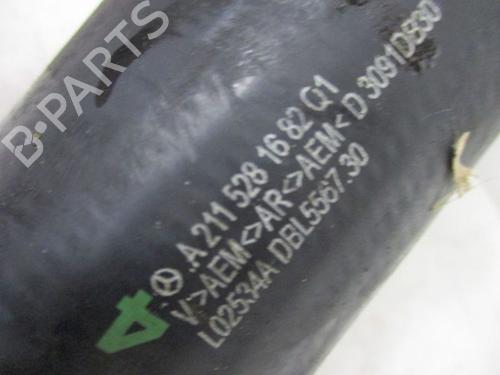 B-PARTS
A 211 528 16 82 Q1
V>AEM<>AR<>AEM<D 3091D530
L02534A DBL5567.30
4